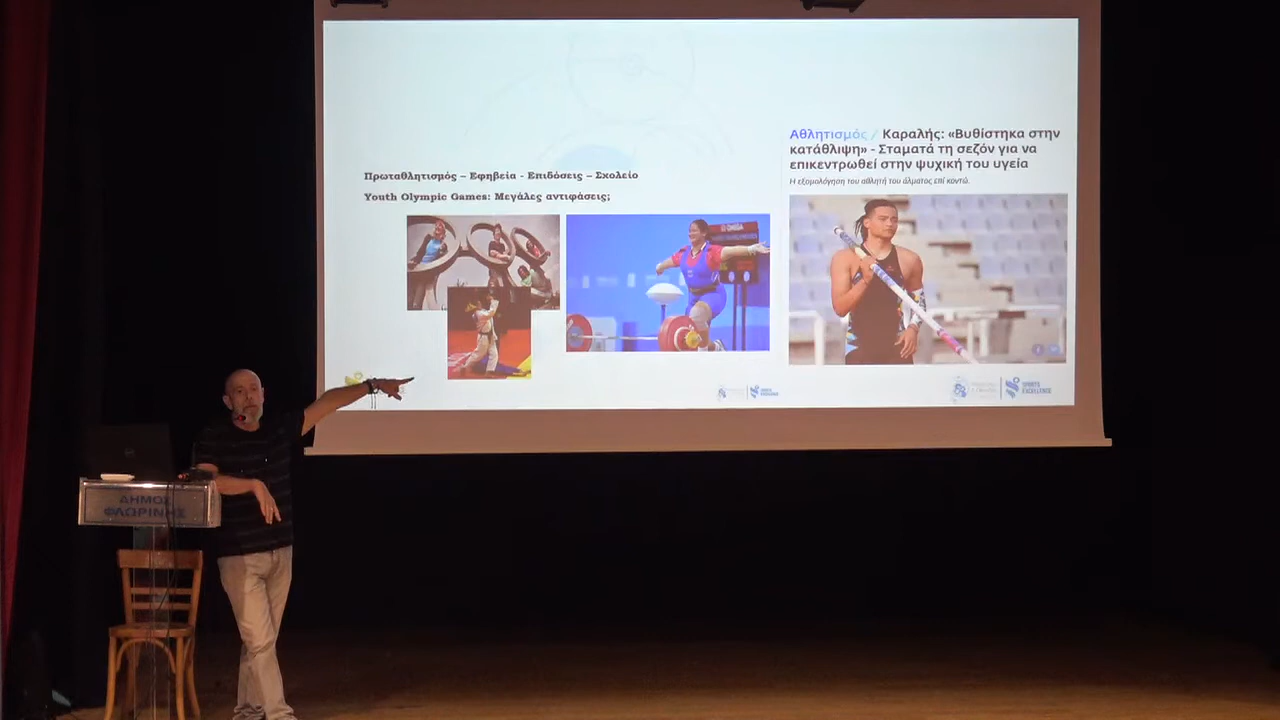 Πρωταθλητισμός – Εφηβεία - Επιδόσεις – Σχολείο
Youth Olympic Games: Μεγάλες αντιφάσεις;
Αθλητισμός / Καραλής: «Βυθίστηκα στην
κατάθλιψη» - Σταματά τη σεζόν για να
επικεντρωθεί στην ψυχική του υγεία
Η εξομολόγηση του αθλητή του άλματος επί κοντώ.
SPORTS
EXCELLENCE
ΔΗΜΟΣ
ΦΛΩΡΙΝΗΣ